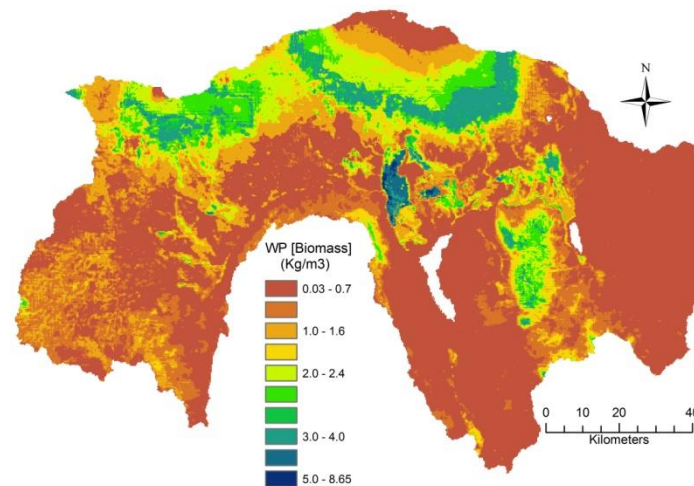 N
WP [Biomass]
(Kg/m3)
0.03 - 0.7
1.0 - 1.6
2.0 - 2.4
3.0 - 4.0
5.0 - 8.65
0 10 20 40
Kilometers